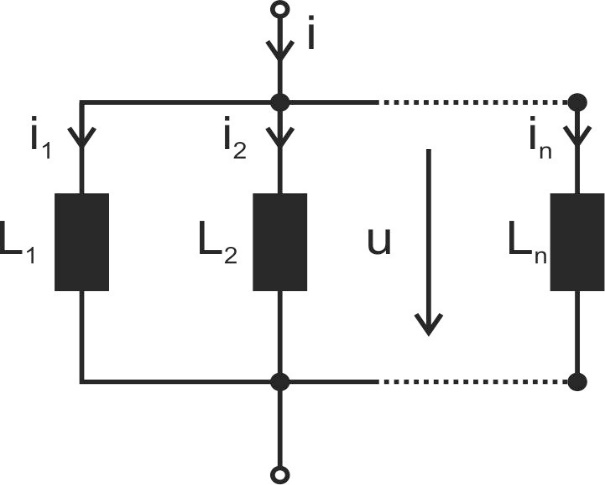 i
i₁ i₂ iₙ
L₁ L₂ u Lₙ